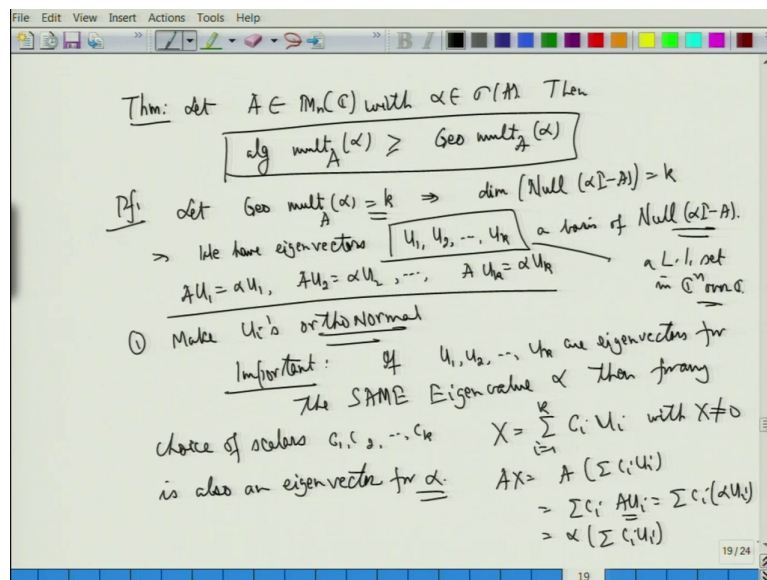 File Edit View Insert Actions Tools Help
Thm: Let A ∈ Mn(ℂ) with α ∈ σ(A). Then
alg mult_A(α) ≥ Geo mult_A(α)
Pf: Let Geo mult_A(α) = k ⇒ dim (Null (αI-A)) = k
⇒ We have eigenvectors U1, U2, ..., Uk a basis of Null (αI-A).
AU1 = αU1, AU2 = αU2, ..., AUk = αUk
a L.I. set
in ℂ^n over ℂ.
① Make Ui's orthoNormal
Important: If U1, U2, ..., Uk are eigenvectors for
the SAME Eigenvalue α then for any
choice of scalars C1, C2, ..., Ck X = ∑_{i=1}^k Ci Ui with X≠0
is also an eigenvector for α. AX = A (∑ Ci Ui)
= ∑ Ci AUi = ∑ Ci (αUi)
= α (∑ Ci Ui)
19/24
19